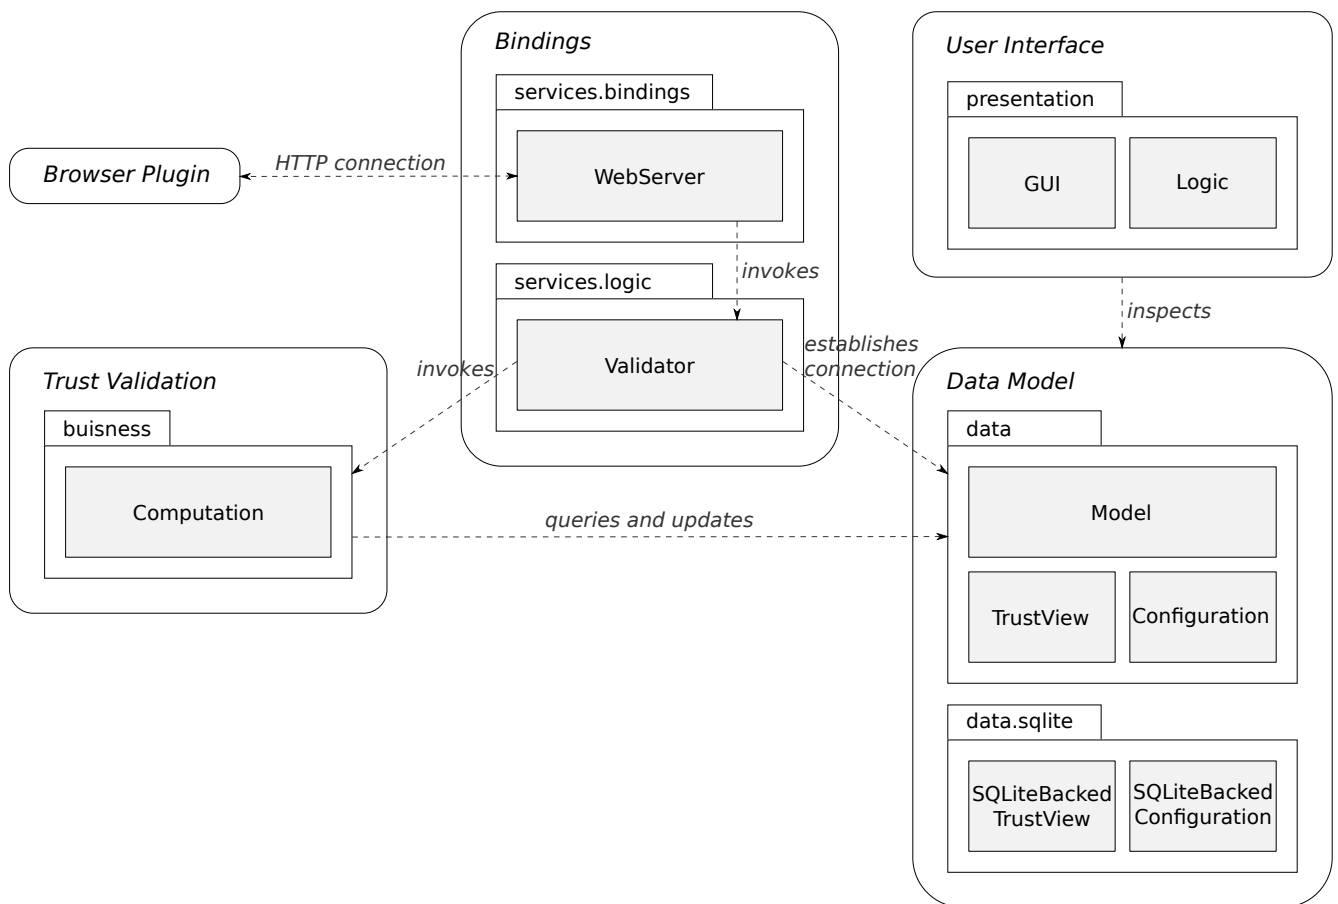 Bindings
services.bindings
WebServer
Browser Plugin
HTTP connection
invokes
services.logic
Validator
invokes
establishes
connection
User Interface
presentation
GUI
Logic
inspects
Trust Validation
buisness
Computation
queries and updates
Data Model
data
Model
TrustView
Configuration
data.sqlite
SQLiteBacked
TrustView
SQLiteBacked
Configuration